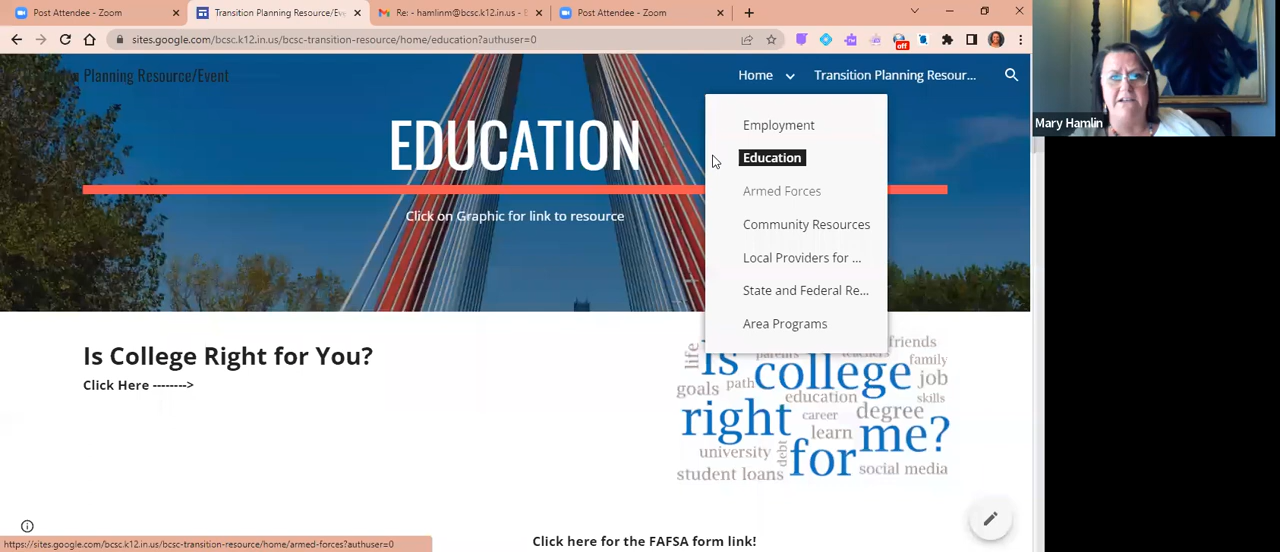 Post Attendee - Zoom
Transition Planning Resource/Eve
Re: - hamlinm@bcsc.k12.in.us - E
Post Attendee - Zoom
sites.google.com/bcsc.k12.in.us/bcsc-transition-resource/home/education?authuser=0
off
Planning Resource/Event
Home
Transition Planning Resour...
Mary Hamlin
EDUCATION
Click on Graphic for link to resource
Employment
Education
Armed Forces
Community Resources
Local Providers for ...
State and Federal Re...
Area Programs
Is College Right for You?
Click Here -------->
life
parents
teachers
friends
Is
college
family
goals
path
job
education
skills
right
career
degree
learn
me?
university
debt
for
student loans
social media
Click here for the FAFSA form link!
https://sites.google.com/bcsc.k12.in.us/bcsc-transition-resource/home/armed-forces?authuser=0